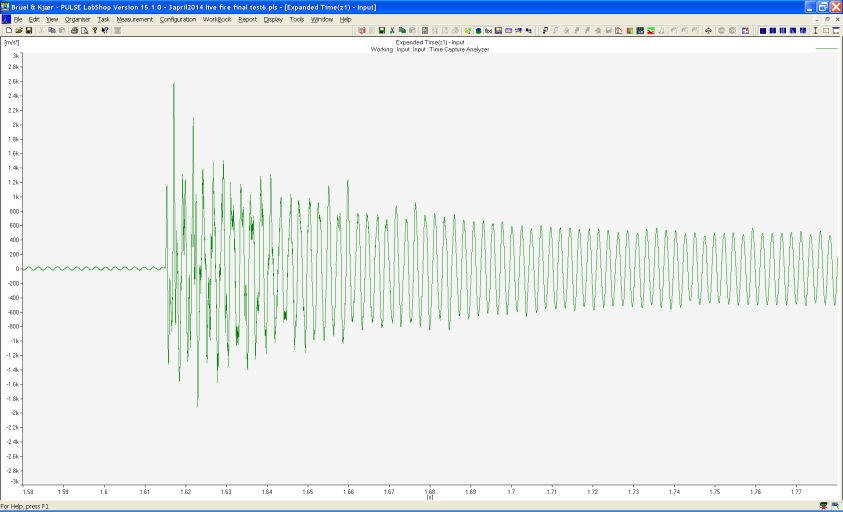 Brüel & Kjær - PULSE LabShop Version 15.1.0 - 3april2014 live fire final test6.pls - [Expanded Time(z1) - Input]
File Edit View Organiser Task Measurement Configuration WorkBook Report Display Tools Window Help
[m/s²]
Expanded Time(z1) - Input
Working : Input : Input : Time Capture Analyzer
3k
2.8k
2.6k
2.4k
2.2k
2k
1.8k
1.6k
1.4k
1.2k
1k
800
600
400
200
0
-200
-400
-600
-800
-1k
-1.2k
-1.4k
-1.6k
-1.8k
-2k
-2.2k
-2.4k
-2.6k
-2.8k
-3k
1.58 1.59 1.6 1.61 1.62 1.63 1.64 1.65 1.66 1.67 1.68 1.69 1.7 1.71 1.72 1.73 1.74 1.75 1.76 1.77
[s]
For Help, press F1